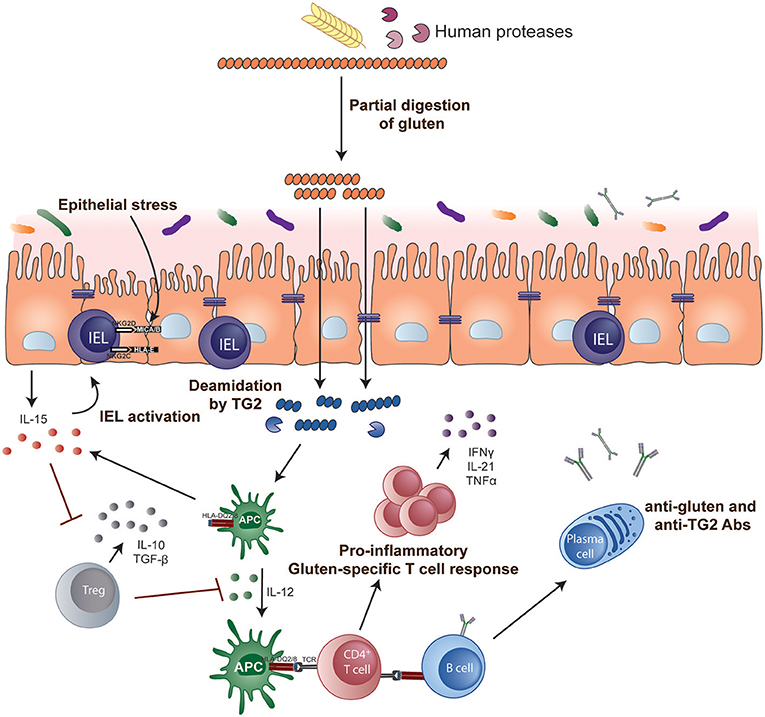 Human proteases
Partial digestion
of gluten
Epithelial stress
NKG2D
MICA/B
IEL
NKG2C
HLA-E
IEL
IEL
Deamidation
by TG2
IL-15
IEL activation
IFNγ
IL-21
TNFα
HLA-DQ2/8
APC
IL-10
TGF-β
Pro-inflammatory
Gluten-specific T cell response
anti-gluten and
anti-TG2 Abs
Plasma
cell
Treg
IL-12
APC
HLA-DQ2/8
TCR
CD4⁺
T cell
B cell